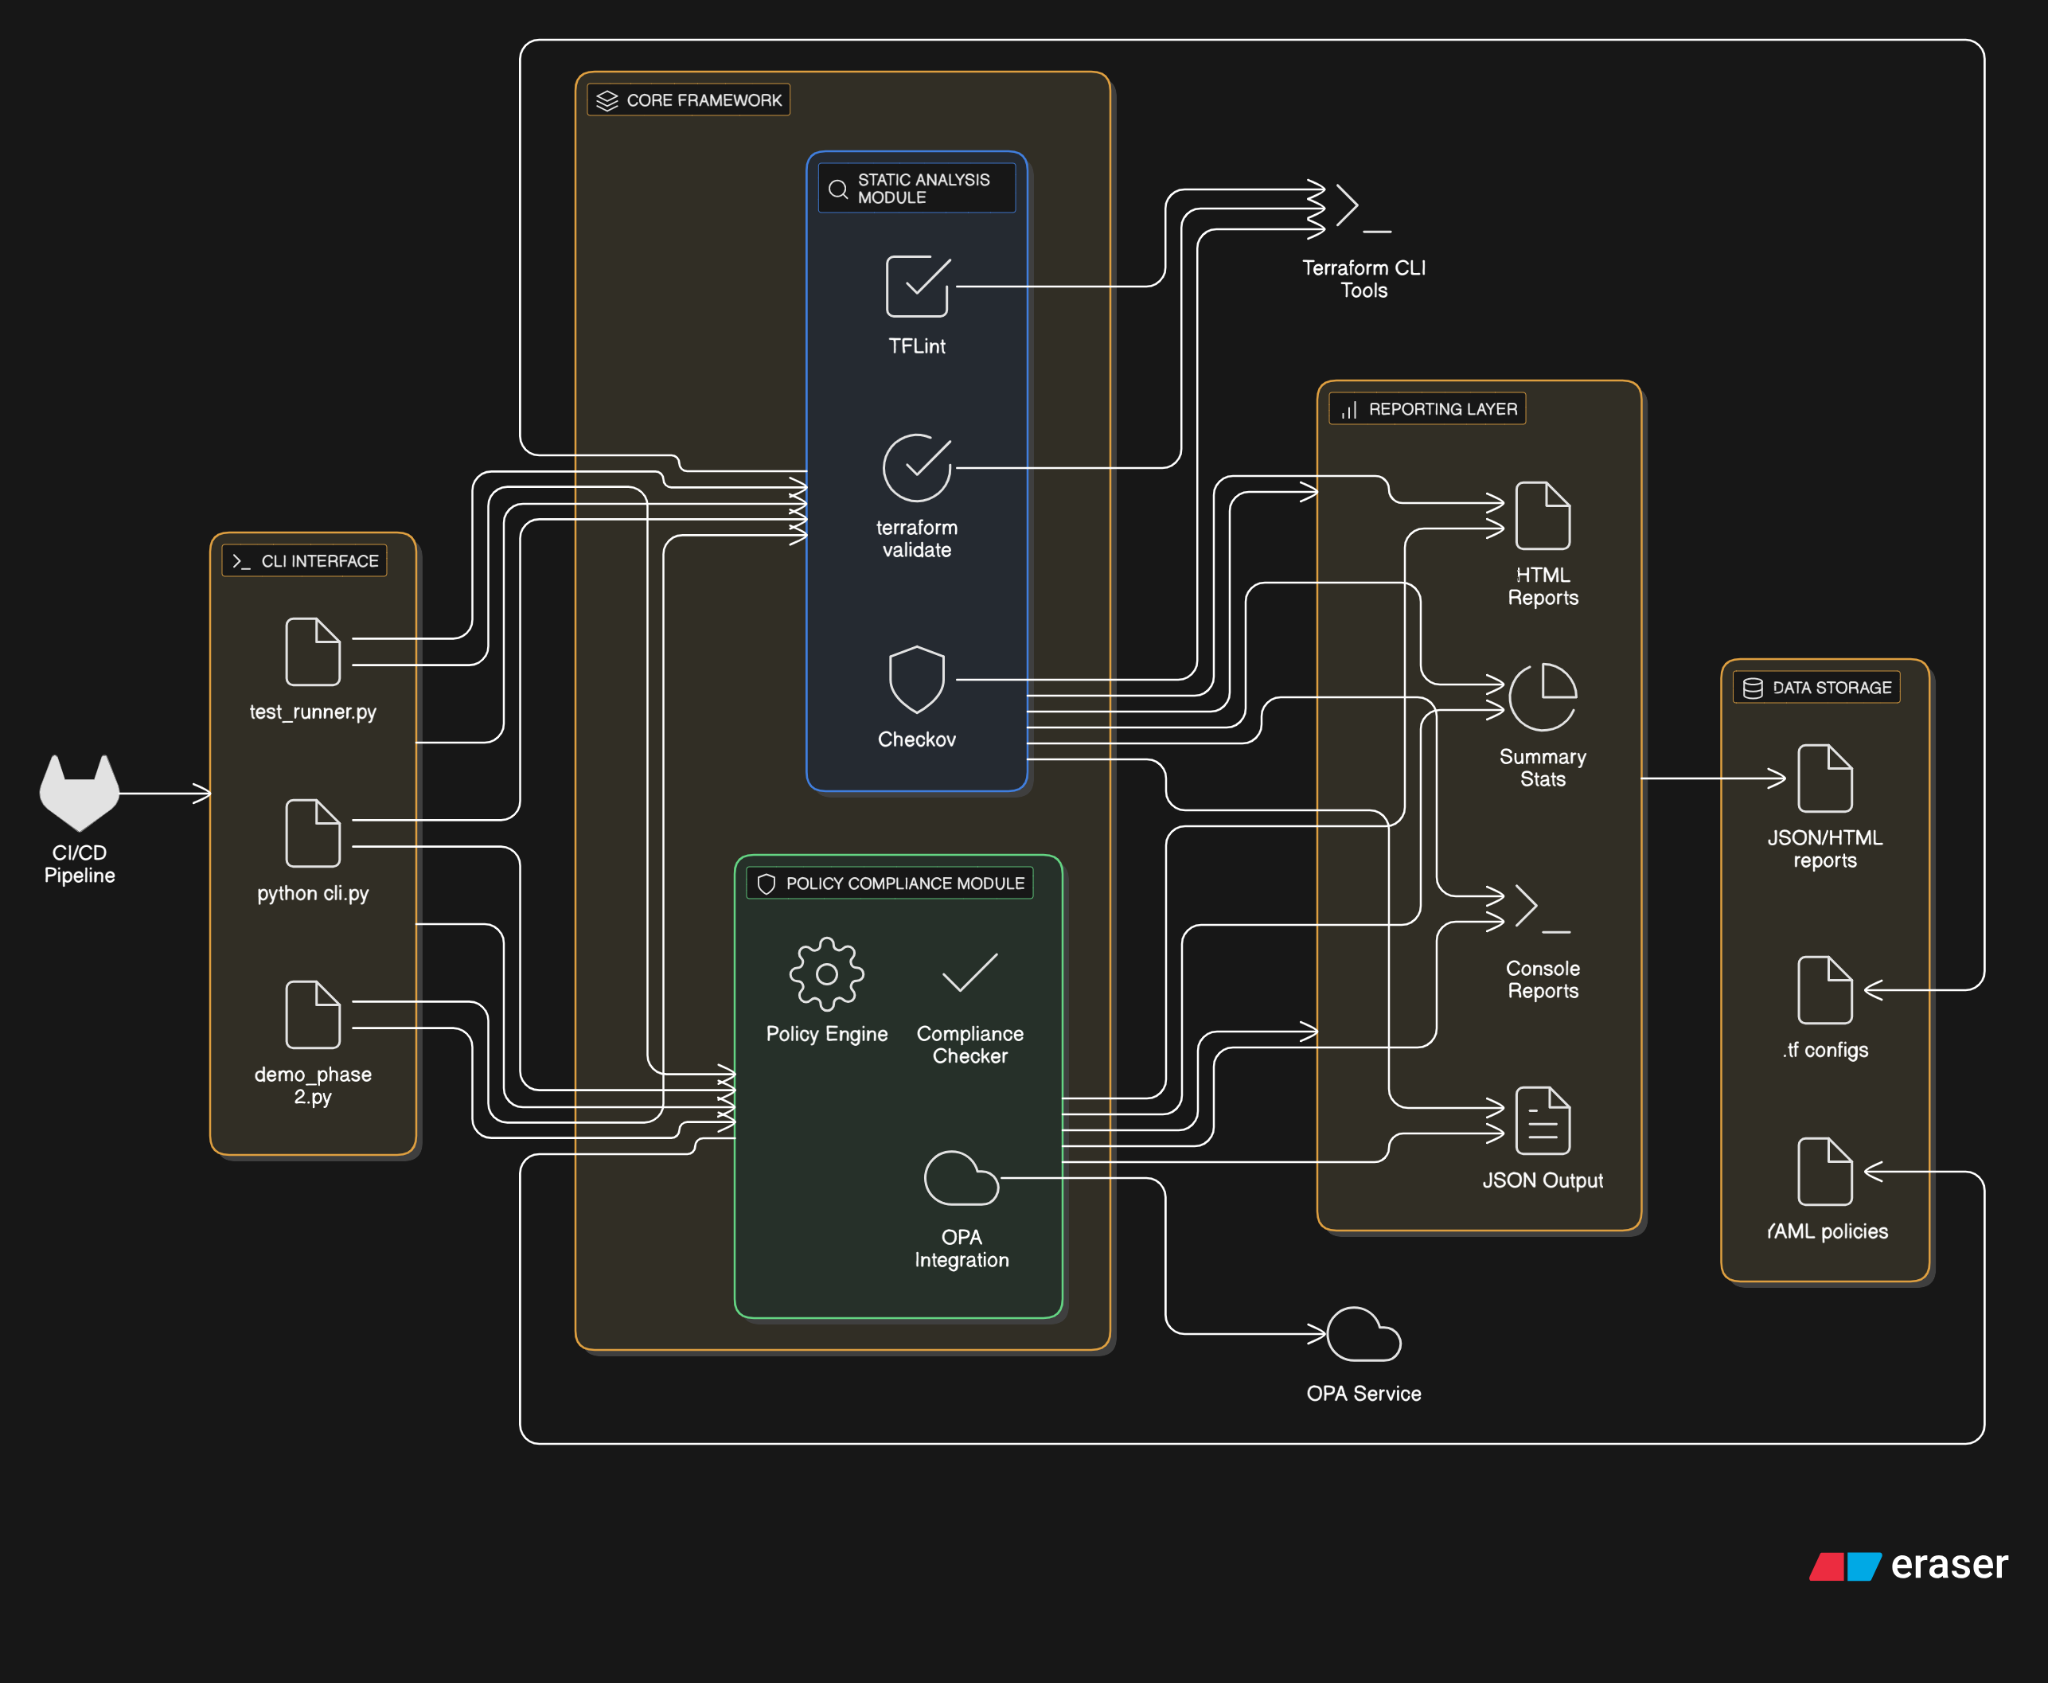 CORE FRAMEWORK
STATIC ANALYSIS
MODULE
TFLint
terraform
validate
Checkov
Terraform CLI
Tools
CLI INTERFACE
test_runner.py
python cli.py
demo_phase
2.py
CI/CD
Pipeline
POLICY COMPLIANCE MODULE
Policy Engine
Compliance
Checker
OPA
Integration
REPORTING LAYER
HTML
Reports
Summary
Stats
Console
Reports
JSON Output
OPA Service
DATA STORAGE
JSON/HTML
reports
.tf configs
YAML policies
eraser